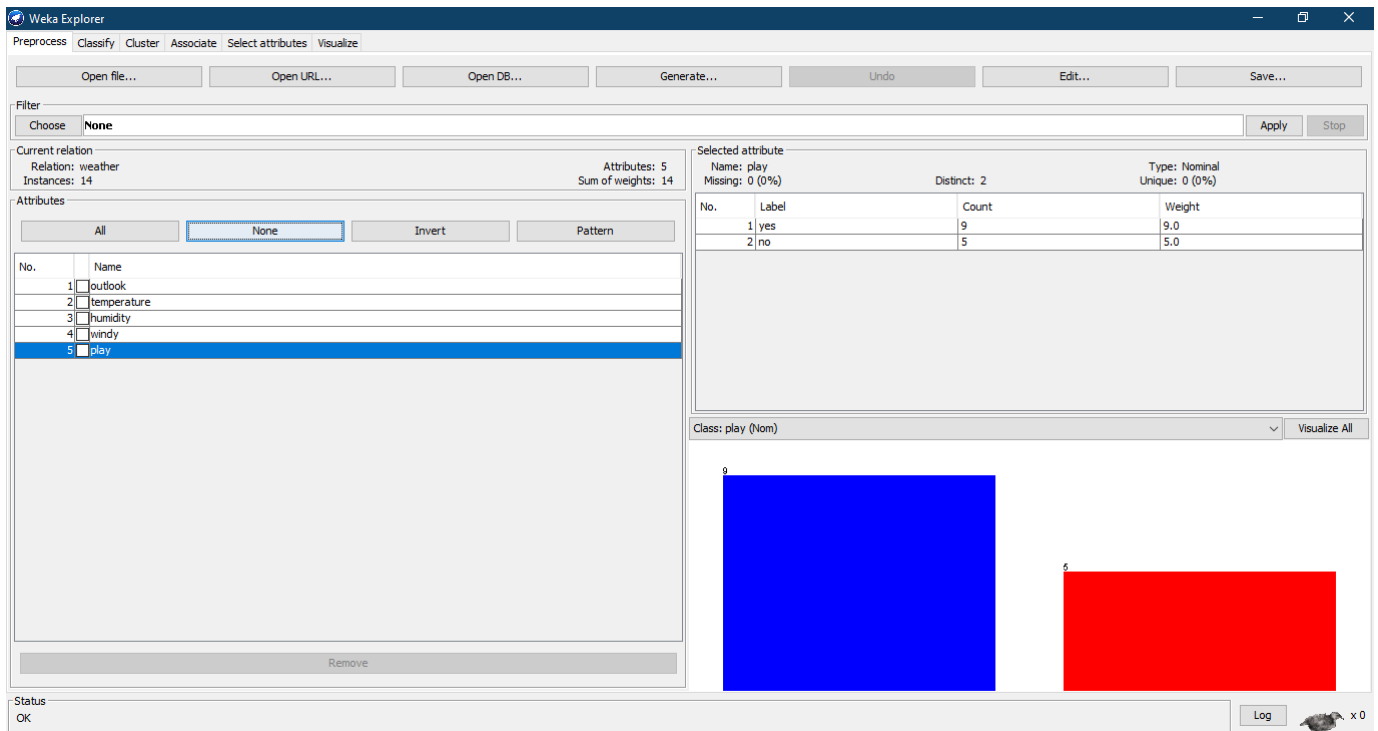 Weka Explorer
Preprocess Classify Cluster Associate Select attributes Visualize
Open file... Open URL... Open DB... Generate... Undo Edit... Save...
Filter
Choose None Apply Stop
Current relation
Relation: weather Attributes: 5
Instances: 14 Sum of weights: 14
Attributes
All None Invert Pattern
No. Name
1 outlook
2 temperature
3 humidity
4 windy
5 play
Remove
Selected attribute
Name: play Type: Nominal
Missing: 0 (0%) Distinct: 2 Unique: 0 (0%)
No. Label Count Weight
1 yes 9 9.0
2 no 5 5.0
Class: play (Nom) Visualize All
9
5
Status
OK Log x 0